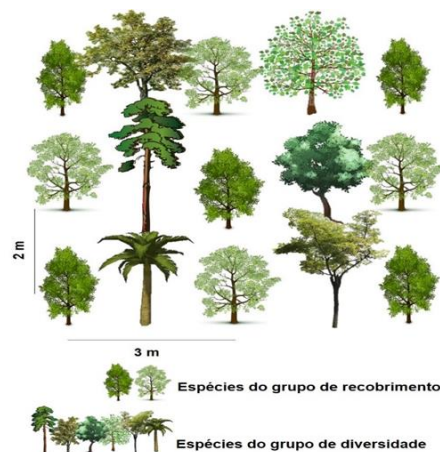 2 m
3 m
Espécies do grupo de recobrimento
Espécies do grupo de diversidade